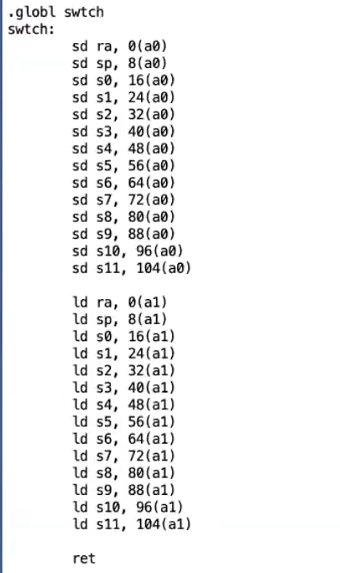 .globl swtch
swtch:
sd ra, 0(a0)
sd sp, 8(a0)
sd s0, 16(a0)
sd s1, 24(a0)
sd s2, 32(a0)
sd s3, 40(a0)
sd s4, 48(a0)
sd s5, 56(a0)
sd s6, 64(a0)
sd s7, 72(a0)
sd s8, 80(a0)
sd s9, 88(a0)
sd s10, 96(a0)
sd s11, 104(a0)
ld ra, 0(a1)
ld sp, 8(a1)
ld s0, 16(a1)
ld s1, 24(a1)
ld s2, 32(a1)
ld s3, 40(a1)
ld s4, 48(a1)
ld s5, 56(a1)
ld s6, 64(a1)
ld s7, 72(a1)
ld s8, 80(a1)
ld s9, 88(a1)
ld s10, 96(a1)
ld s11, 104(a1)
ret